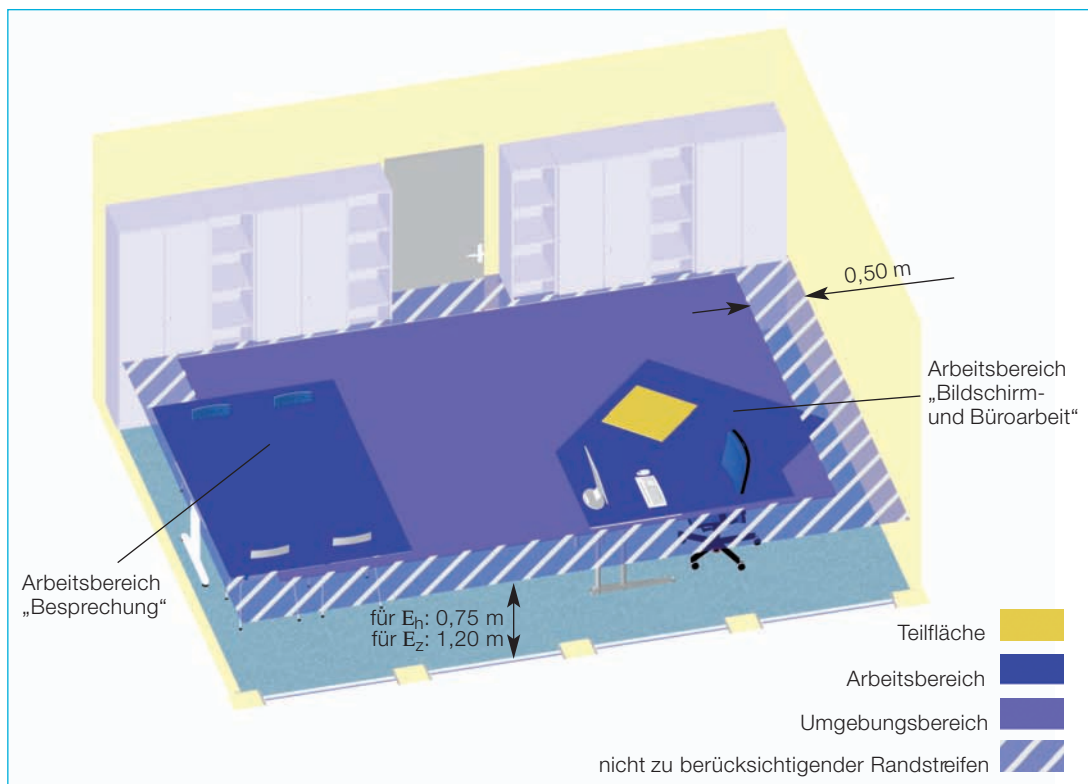 0,50 m
Arbeitsbereich
„Bildschirm-
und Büroarbeit“
Arbeitsbereich
„Besprechung“
für Eh: 0,75 m
für Ez: 1,20 m
Teilfläche
Arbeitsbereich
Umgebungsbereich
nicht zu berücksichtigender Randstreifen